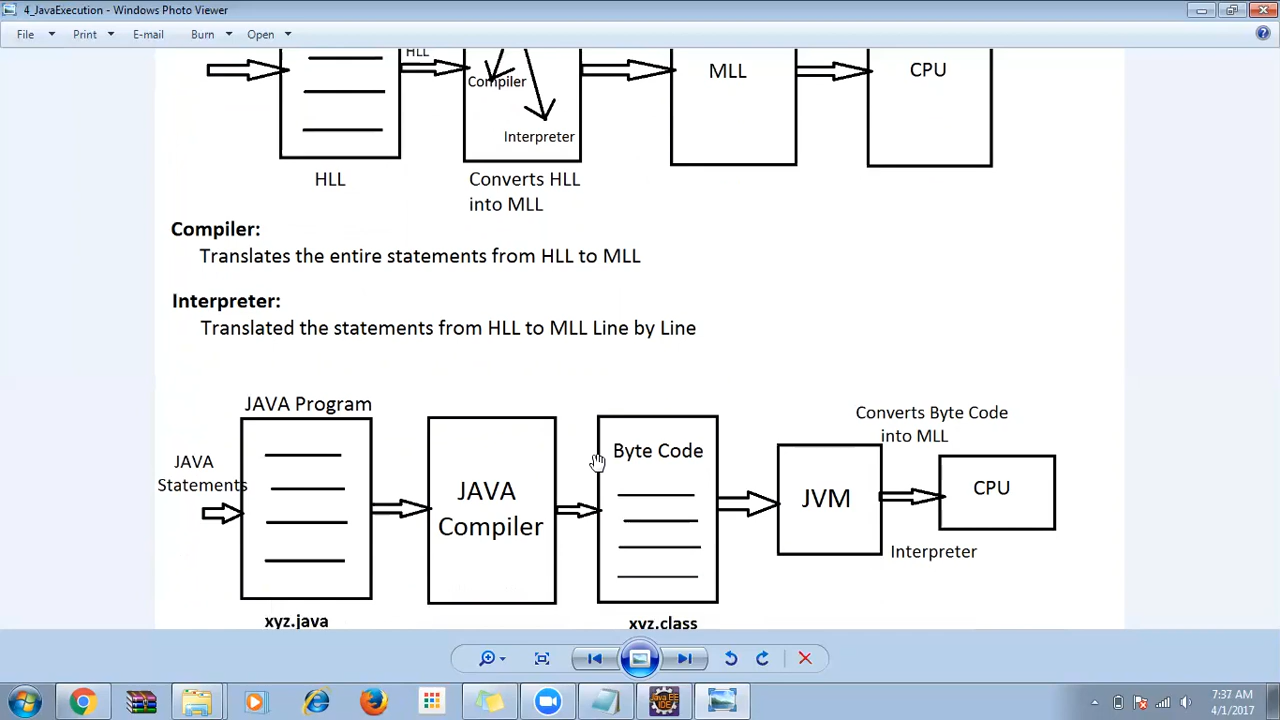 4_JavaExecution - Windows Photo Viewer
File Print E-mail Burn Open
HLL
Compiler
Interpreter
MLL
CPU
HLL
Converts HLL
into MLL
Compiler:
Translates the entire statements from HLL to MLL
Interpreter:
Translated the statements from HLL to MLL Line by Line
JAVA Program
JAVA
Statements
xyz.java
JAVA
Compiler
Byte Code
xyz.class
JVM
Converts Byte Code
into MLL
CPU
Interpreter
Java EE
IDE
7:37 AM
4/1/2017